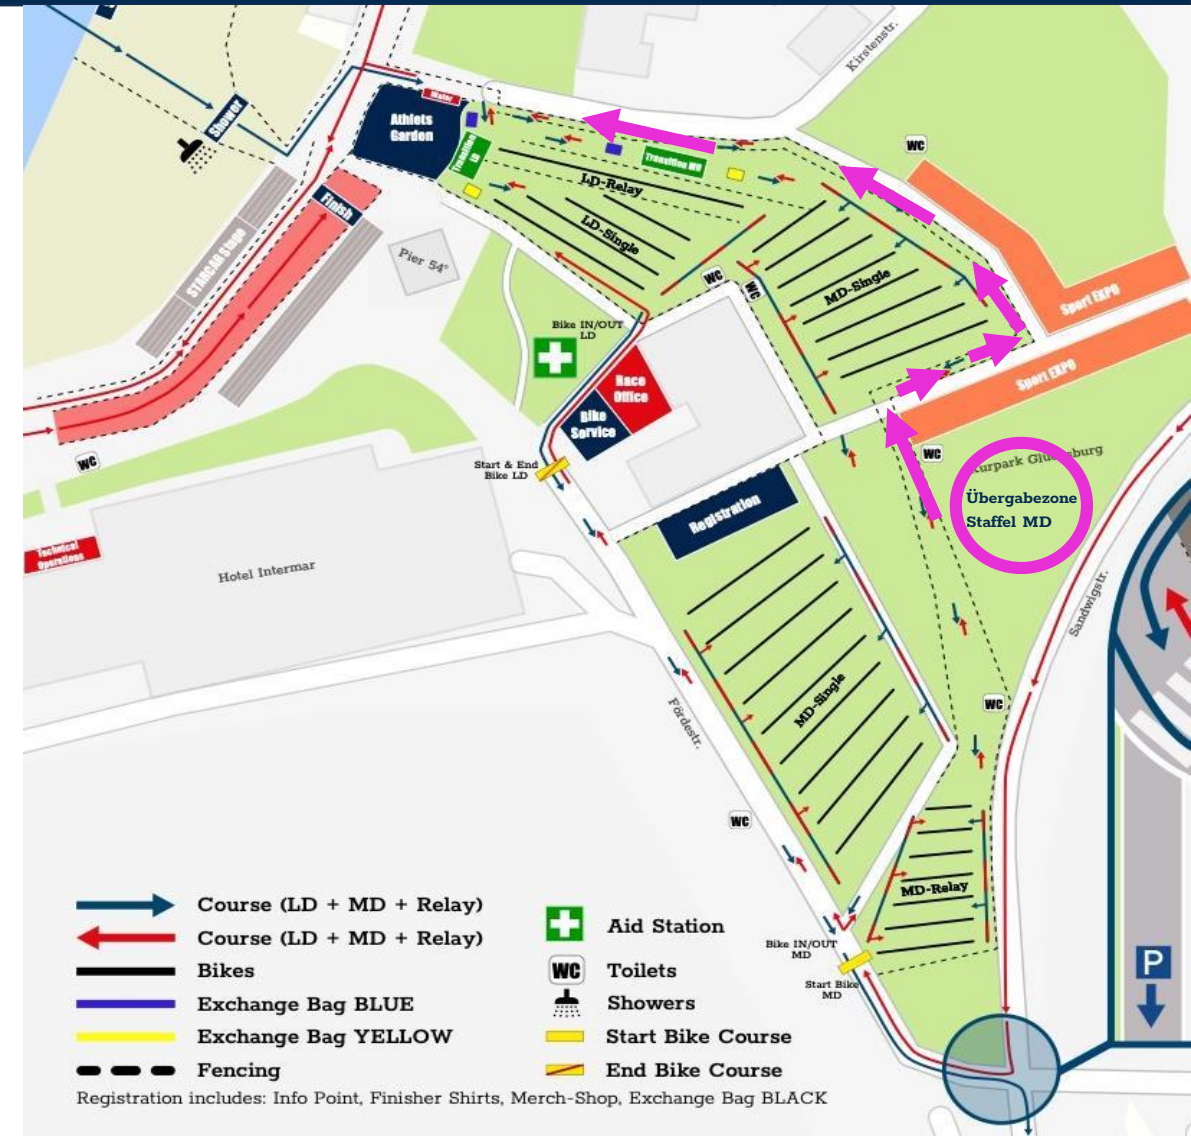 Kirstenstr.
Shower
Water
Athlets
Garden
Transition
LD
Transition MD
WC
LD-Relay
LD-Single
Finish
STARCAR Stage
Pier 54°
WC
WC
MD-Single
Sport EXPO
Sport EXPO
Bike IN/OUT
LD
Race
Office
Bike
Service
WC
Start & End
Bike LD
WC
Übergabezone
Staffel MD
Registration
Technical
Operations
Hotel Intermar
Sandwigstr.
MD-Single
Fördestr.
WC
WC
MD-Relay
Bike IN/OUT
MD
Start Bike
MD
P
Course (LD + MD + Relay)
Course (LD + MD + Relay)
Bikes
Exchange Bag BLUE
Exchange Bag YELLOW
Fencing
Aid Station
WC Toilets
Showers
Start Bike Course
End Bike Course
Registration includes: Info Point, Finisher Shirts, Merch-Shop, Exchange Bag BLACK